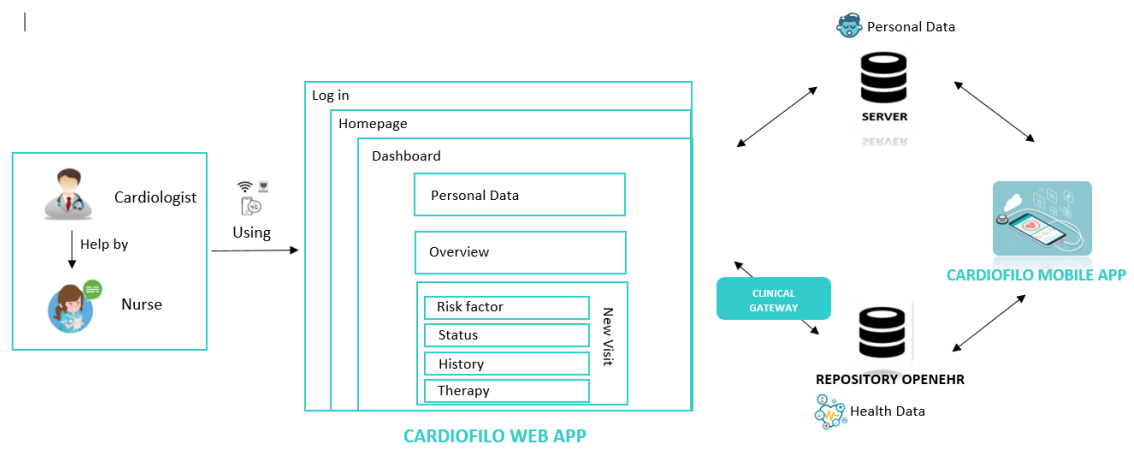 Personal Data
SERVER
Log in
Homepage
Dashboard
Personal Data
Overview
Risk factor
Status
History
Therapy
New Visit
CARDIOFILO WEB APP
Cardiologist
Help by
Nurse
Using
CLINICAL
GATEWAY
CARDIOFILO MOBILE APP
REPOSITORY OPENEHR
Health Data